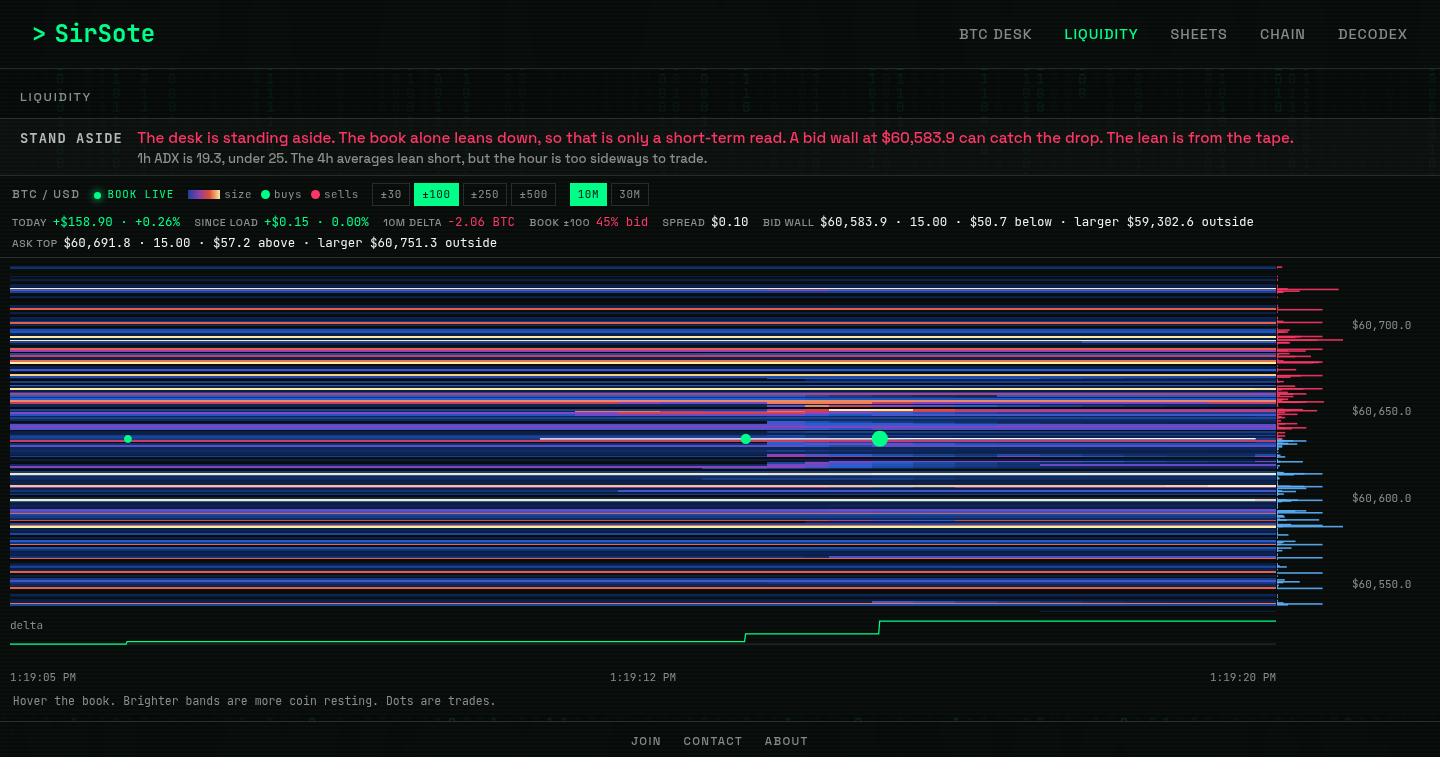 > SirSote
BTC DESK LIQUIDITY SHEETS CHAIN DECODEX
LIQUIDITY
STAND ASIDE The desk is standing aside. The book alone leans down, so that is only a short-term read. A bid wall at $60,583.9 can catch the drop. The lean is from the tape.
1h ADX is 19.3, under 25. The 4h averages lean short, but the hour is too sideways to trade.
BTC / USD BOOK LIVE size buys sells ±30 ±100 ±250 ±500 10M 30M
TODAY +$158.90 · +0.26% SINCE LOAD +$0.15 · 0.00% 10M DELTA -2.06 BTC BOOK ±100 45% bid SPREAD $0.10 BID WALL $60,583.9 · 15.00 · $50.7 below · larger $59,302.6 outside
ASK TOP $60,691.8 · 15.00 · $57.2 above · larger $60,751.3 outside
$60,700.0
$60,650.0
$60,600.0
$60,550.0
delta
1:19:05 PM 1:19:12 PM 1:19:20 PM
Hover the book. Brighter bands are more coin resting. Dots are trades.
JOIN CONTACT ABOUT